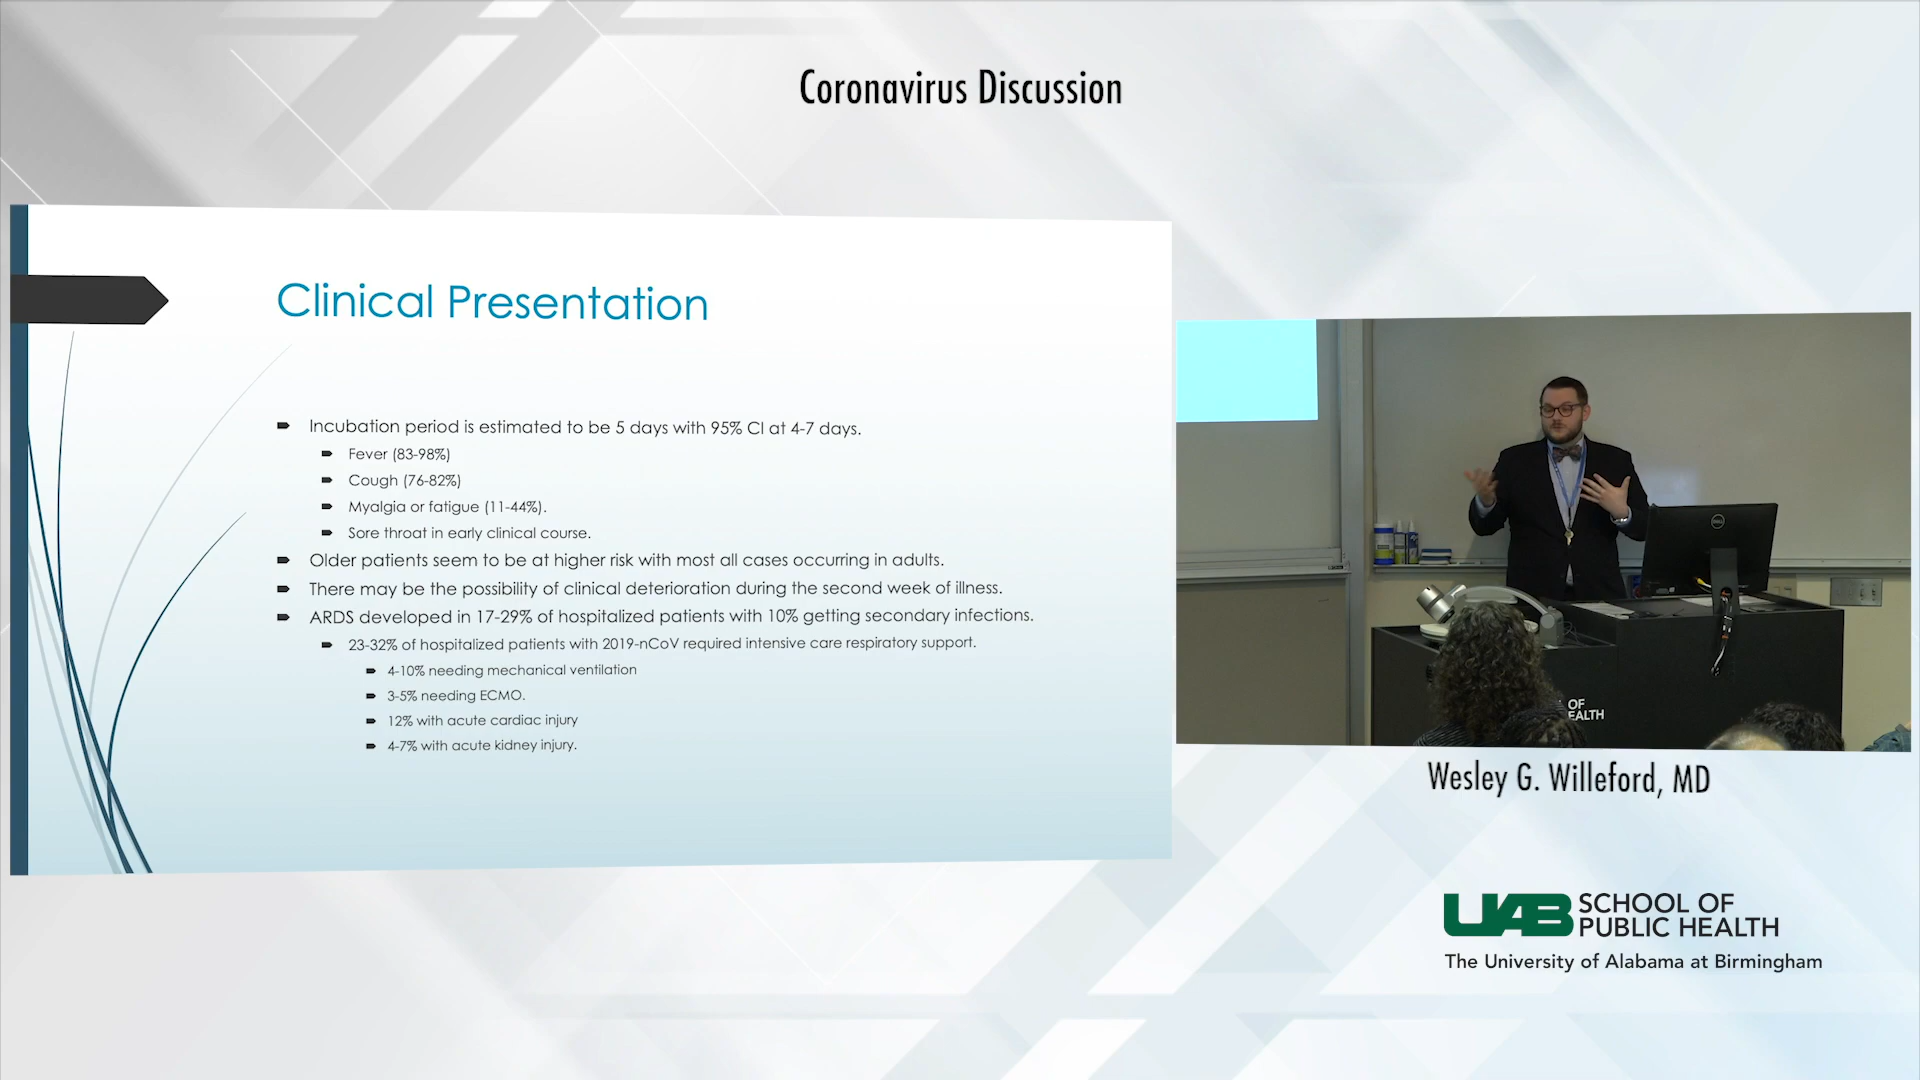 Coronavirus Discussion
Clinical Presentation
Incubation period is estimated to be 5 days with 95% CI at 4-7 days.
Fever (83-98%)
Cough (76-82%)
Myalgia or fatigue (11-44%).
Sore throat in early clinical course.
Older patients seem to be at higher risk with most all cases occurring in adults.
There may be the possibility of clinical deterioration during the second week of illness.
ARDS developed in 17-29% of hospitalized patients with 10% getting secondary infections.
23-32% of hospitalized patients with 2019-nCoV required intensive care respiratory support.
4-10% needing mechanical ventilation
3-5% needing ECMO.
12% with acute cardiac injury
4-7% with acute kidney injury.
DELL
OF
EALTH
Wesley G. Willeford, MD
UAB SCHOOL OF
PUBLIC HEALTH
The University of Alabama at Birmingham